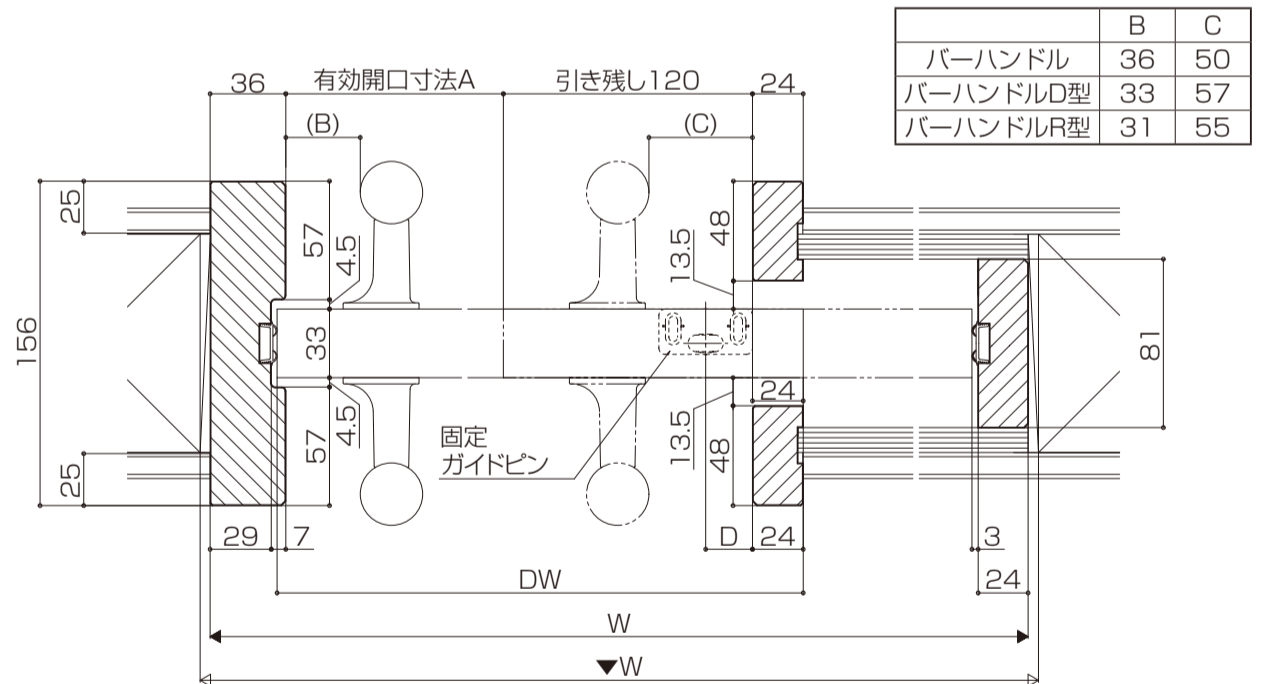 B C
バーハンドル 36 50
バーハンドルD型 33 57
バーハンドルR型 31 55
36 有効開口寸法A 引き残し120 24
(B) (C)
25 57 4.5 48 13.5
156 33 81
24
25 57 4.5 13.5 48
固定
ガイドピン
29 7 D 24 3
DW 24
W
▼W